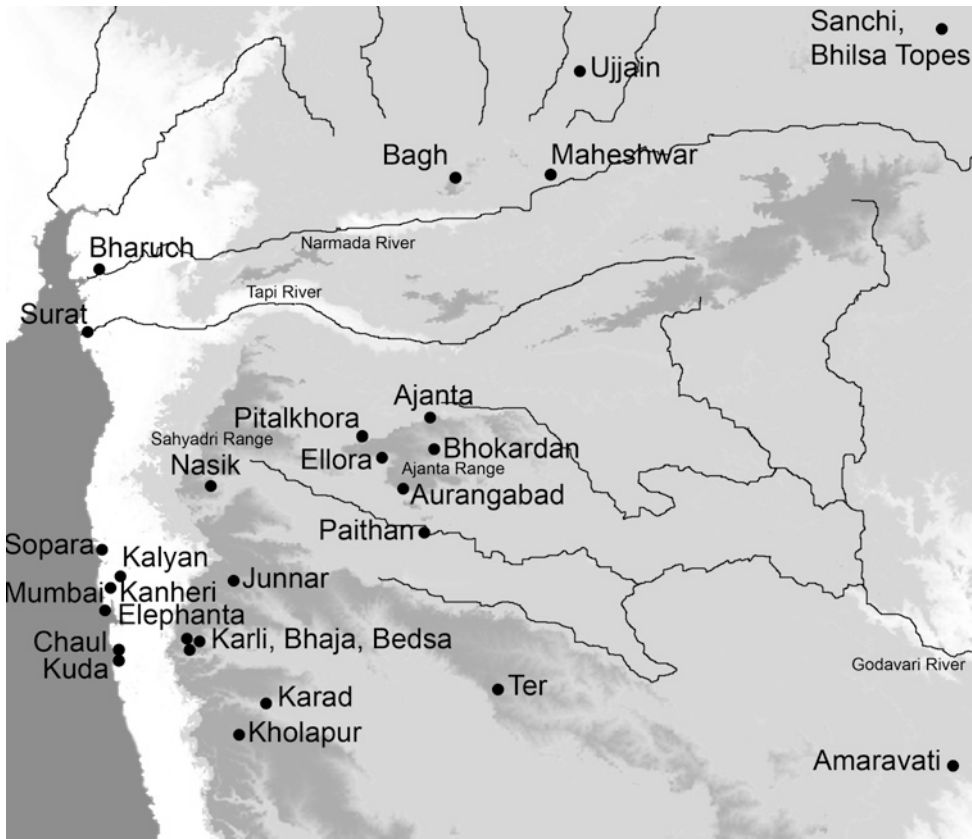 Sanchi,
Bhilsa Topes
Ujjain
Bagh
Maheshwar
Bharuch
Narmada River
Tapi River
Surat
Ajanta
Pitalkhora
Sahyadri Range
Bhokardan
Ellora
Ajanta Range
Nasik
Aurangabad
Paithan
Sopara
Kalyan
Junnar
Mumbai
Kanheri
Elephanta
Chaul
Karli, Bhaja, Bedsa
Kuda
Godavari River
Ter
Karad
Kholapur
Amaravati